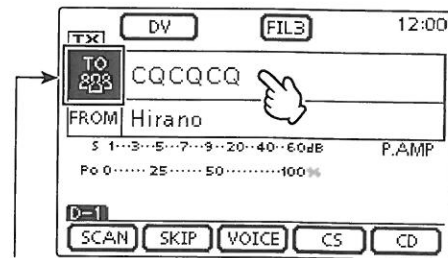 DV FIL3 12:00
TX
TO CQCQCQ
FROM Hirano
S 1···3···5···7···9··20··40··60dB P.AMP
Po 0······ 25 ······ 50 ··········100%
D-1
SCAN SKIP VOICE CS CD